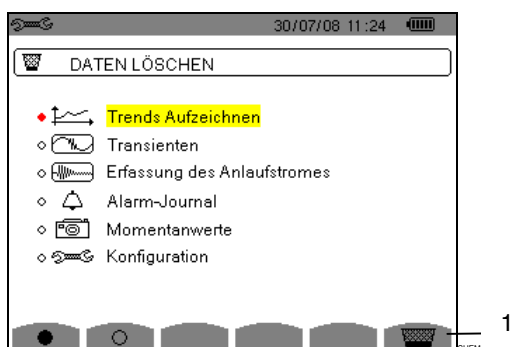 30/07/08 11:24
DATEN LÖSCHEN
Trends Aufzeichnen
Transienten
Erfassung des Anlaufstromes
Alarm-Journal
Momentanwerte
Konfiguration
1